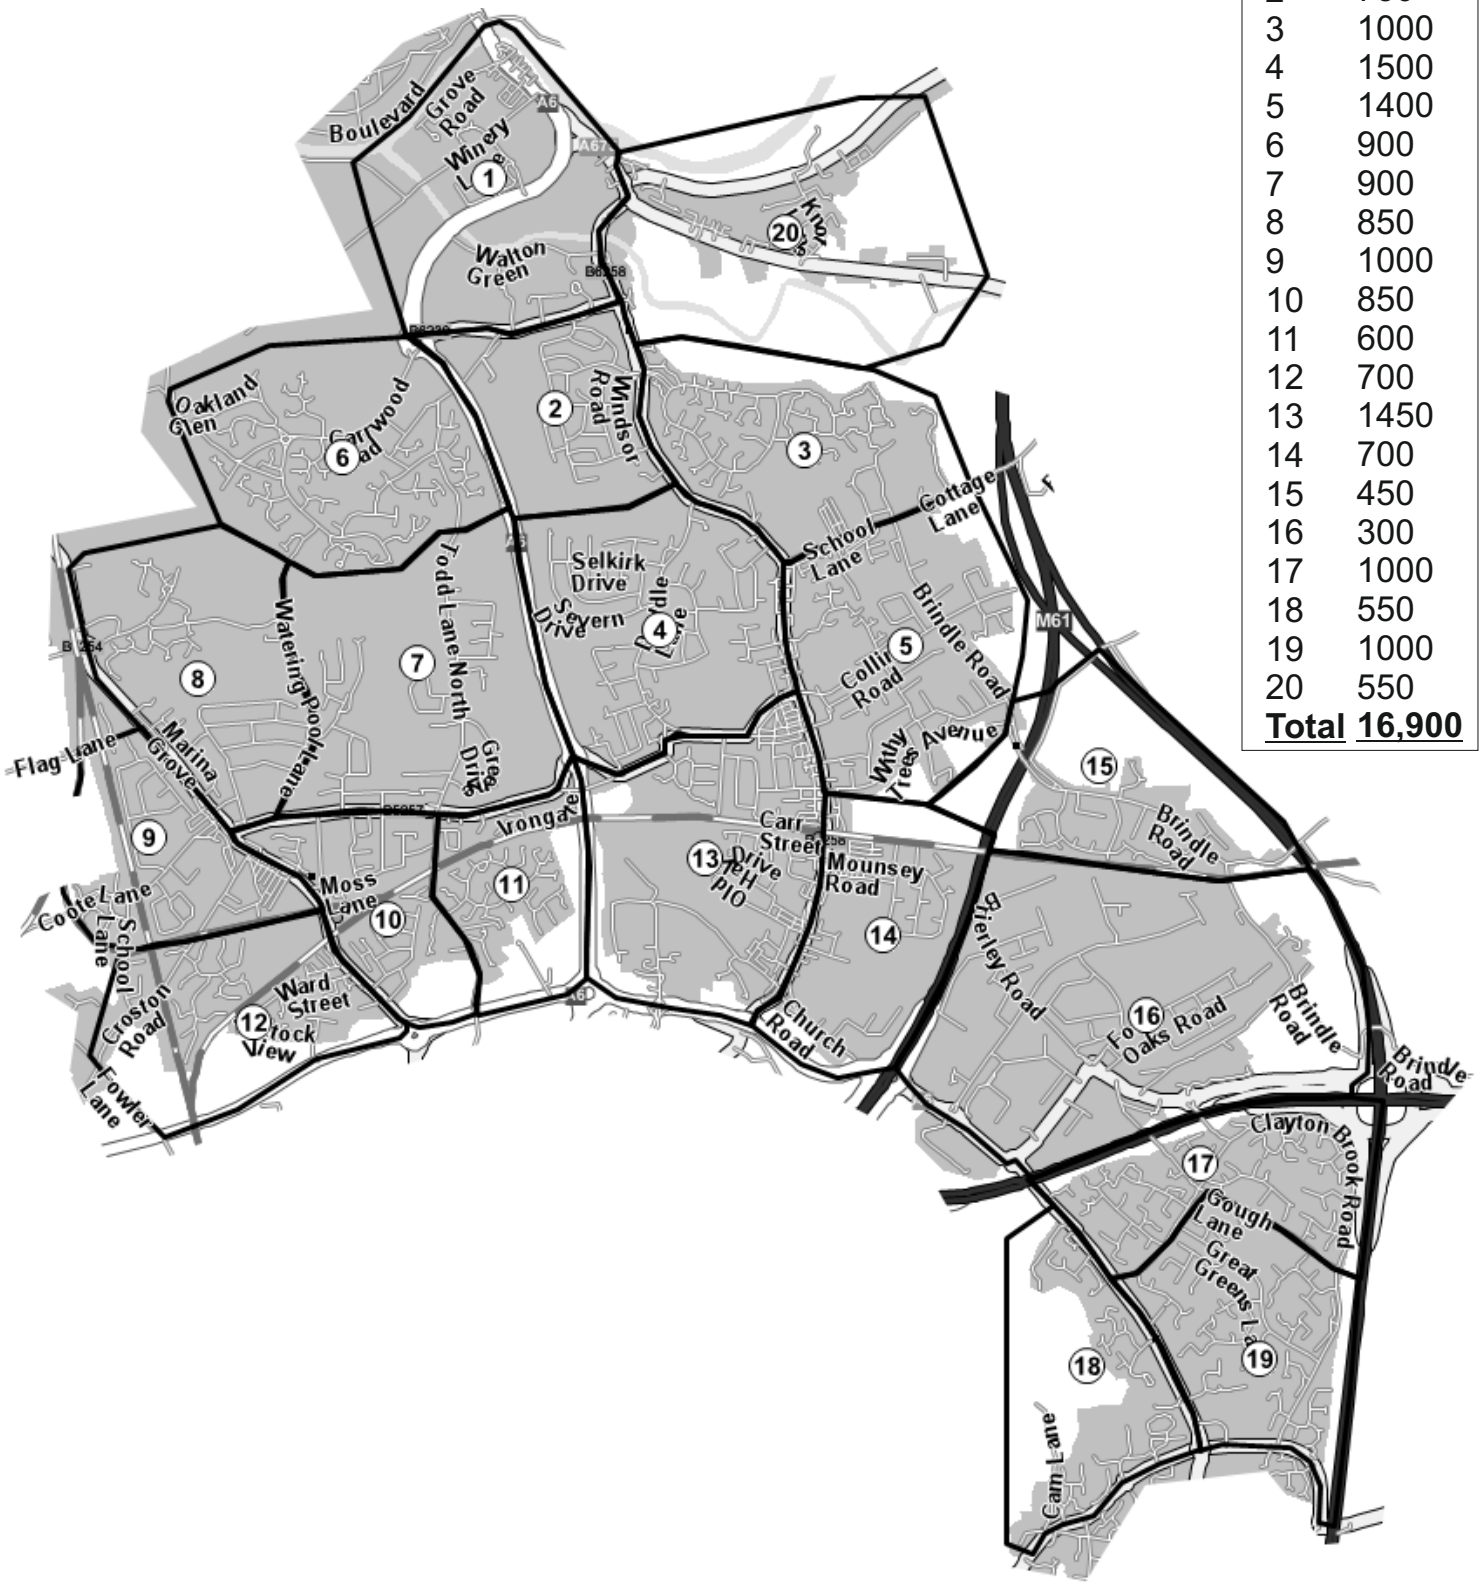 3 1000
4 1500
5 1400
6 900
7 900
8 850
9 1000
10 850
11 600
12 700
13 1450
14 700
15 450
16 300
17 1000
18 550
19 1000
20 550
Total 16,900
Boulevard
Grove
Road
A6
Winery
1
A67
20
Walton
Green
B6258
Oakland
Glen
6
2
Windsor
Road
3
Cottage
Lane
School
Lane
Selkirk
Drive
Severn
Drive
4
Todd Lane North
7
Watering Pool Lane
8
5
Brindle Road
Road
M61
Flag Lane
Marina
Grove
Drive
Withy
Trees Avenue
15
Brindle
Road
9
11
13
Drive
Old
Carr
Street
Mounsey
Road
14
Coote Lane
School
Lane
Moss
Lane
10
Croston
Road
Ward
Street
12
View
Fowler
Lane
Church
Road
Brierley Road
16
Oaks Road
Brindle
Road
Brindle
Road
Clayton Brook Road
17
Gough
Lane
Great
Greens
18
19
Cam Lane